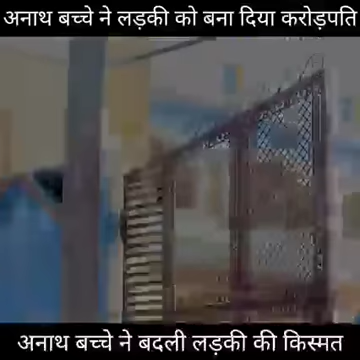 अनाथ बच्चे ने लड़की को बना दिया करोड़पति
अनाथ बच्चे ने बदली लड़की की किस्मत